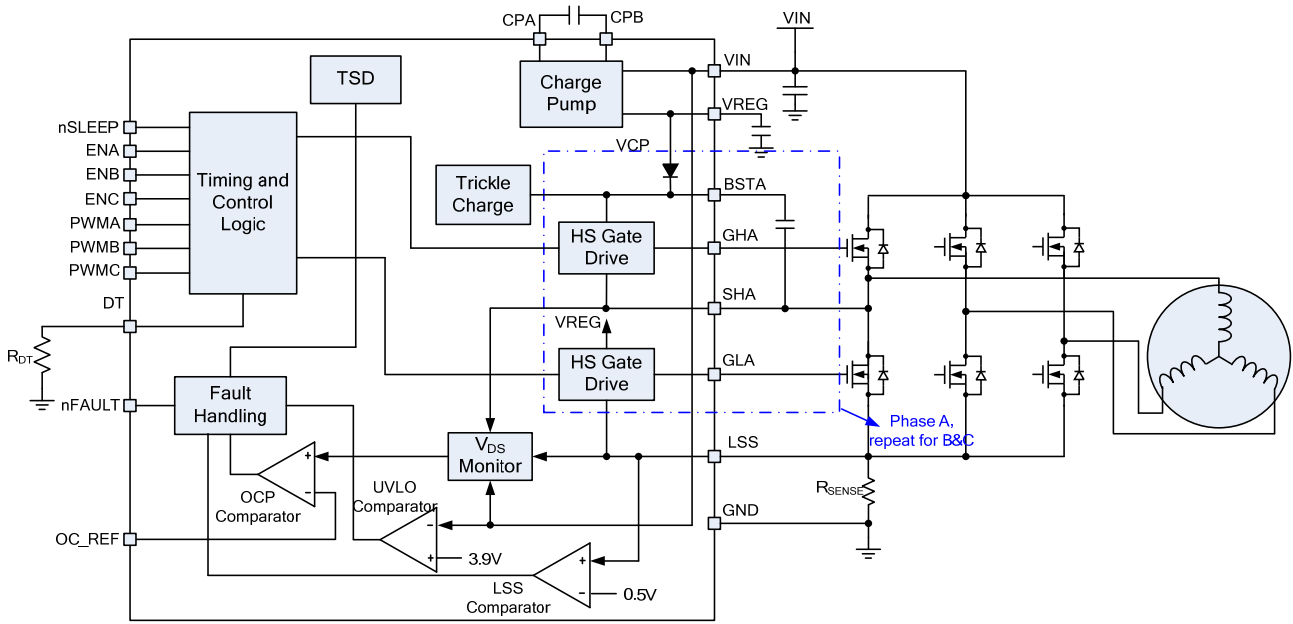 CPA
CPB
VIN
TSD
Charge
Pump
VIN
VREG
nSLEEP
ENA
ENB
ENC
PWMA
PWMB
PWMC
DT
Timing and
Control
Logic
VCP
Trickle
Charge
BSTA
HS Gate
Drive
GHA
SHA
VREG
HS Gate
Drive
GLA
RDT
nFAULT
Fault
Handling
Phase A,
repeat for B&C
VDS
Monitor
LSS
OCP
Comparator
+
−
UVLO
Comparator
−
+
3.9V
RSENSE
GND
OC_REF
LSS
Comparator
+
−
0.5V